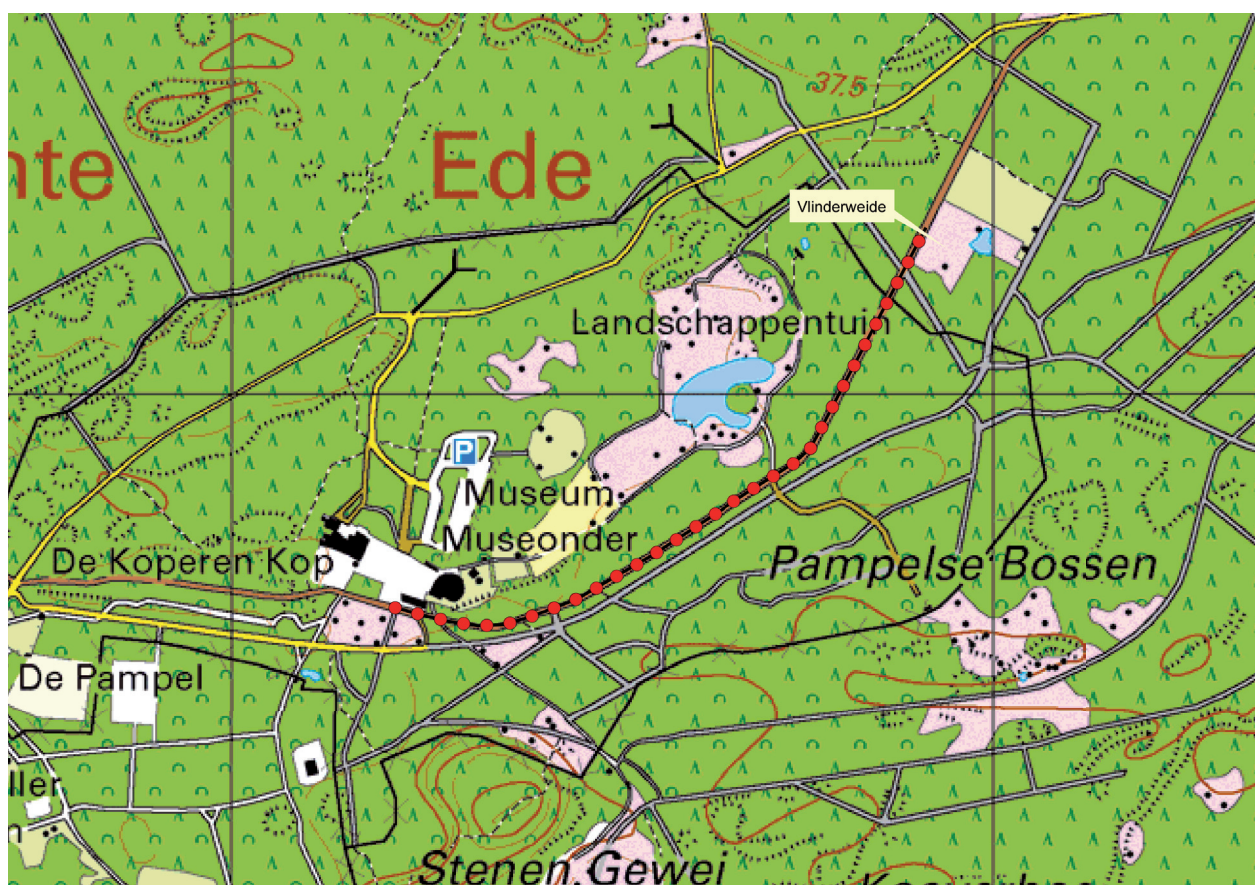 37.5
nte Ede
Vlinderweide
Landschappentuin
P
Museum
Museonder
De Koperen Kop
Pampelse Bossen
De Pampel
ller
Stenen Gewei